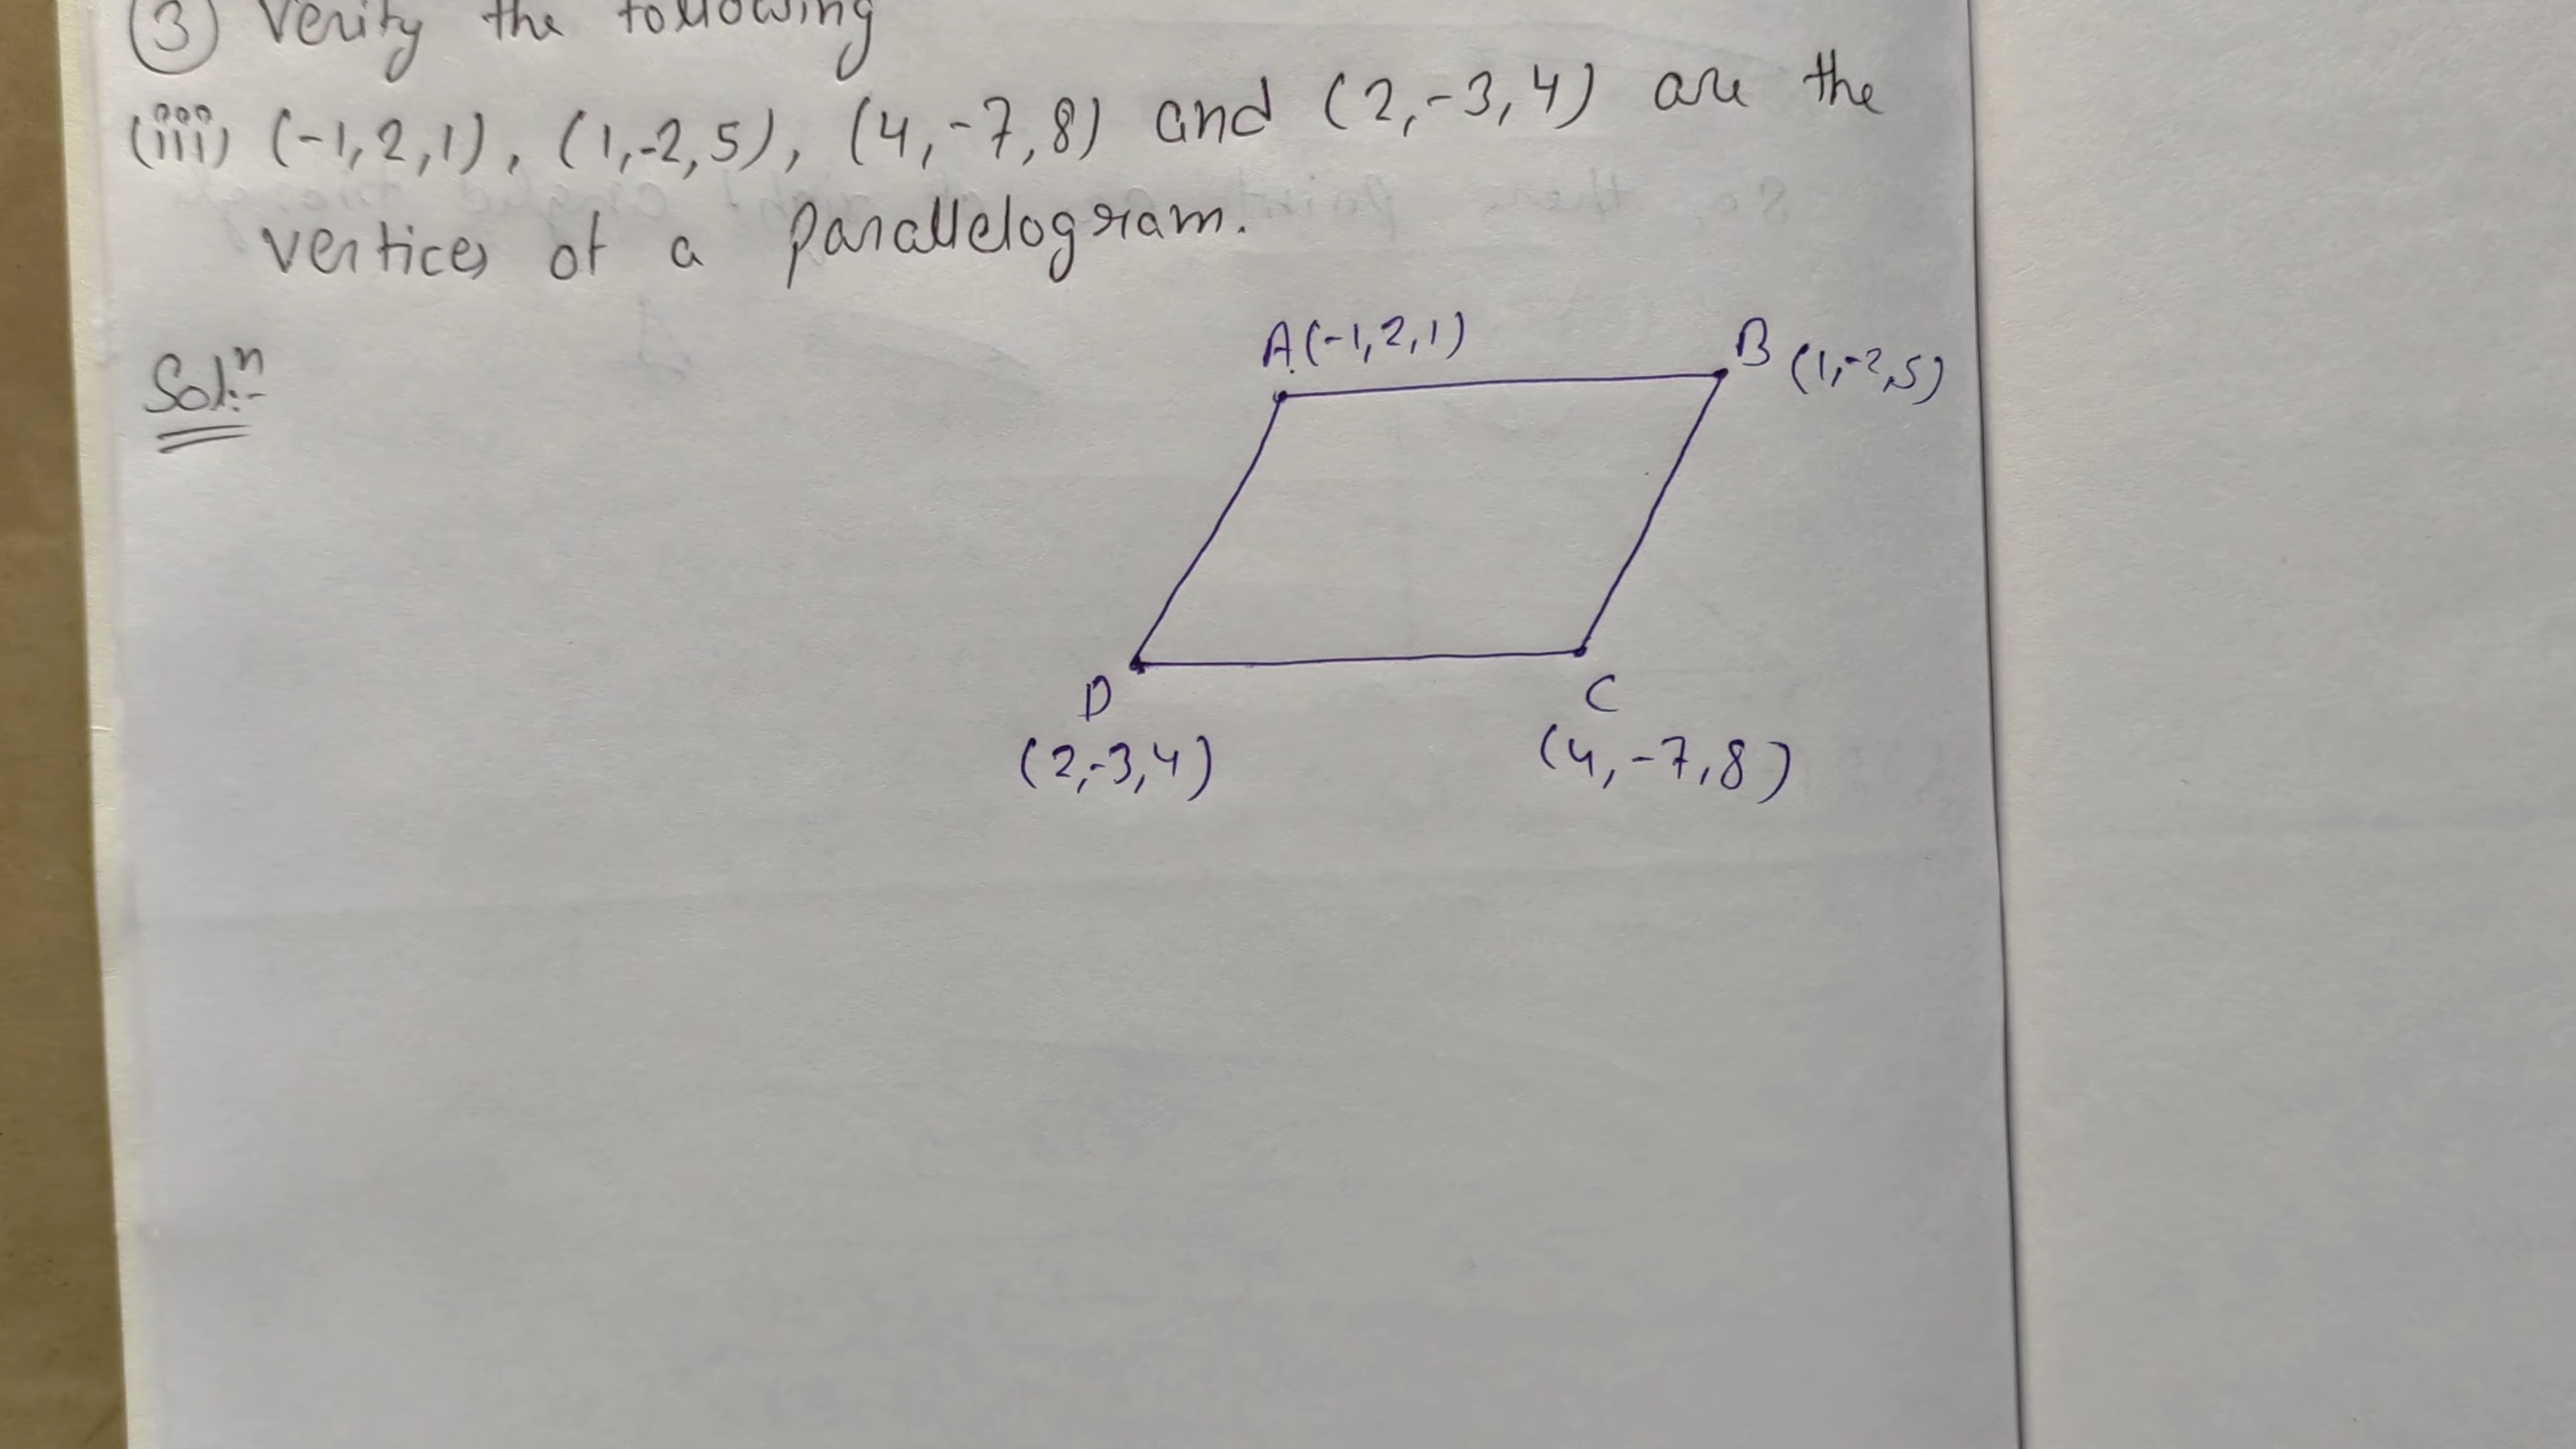 ③ Verify the following
(iii) (-1,2,1), (1,-2,5), (4,-7,8) and (2,-3,4) are the
vertices of a parallelogram.
Solⁿ:-
A(-1,2,1)
B (1,-2,5)
D
(2,-3,4)
C
(4,-7,8)